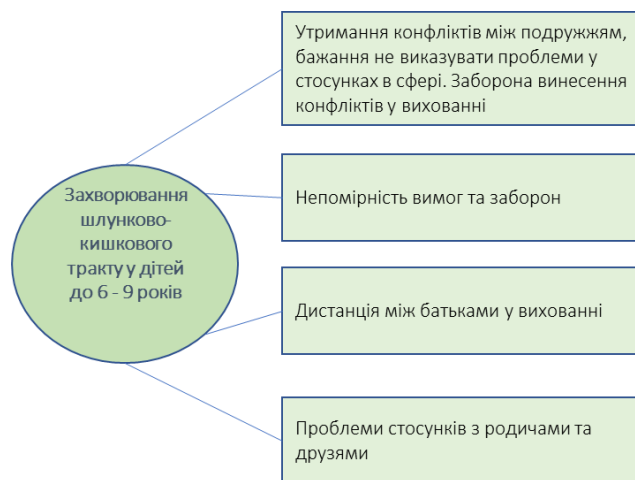 Утримання конфліктів між подружжям,
бажання не виказувати проблеми у
стосунках в сфері. Заборона винесення
конфліктів у вихованні
Захворювання
шлунково-
кишкового
тракту у дітей
до 6 - 9 років
Непомірність вимог та заборон
Дистанція між батьками у вихованні
Проблеми стосунків з родичами та
друзями